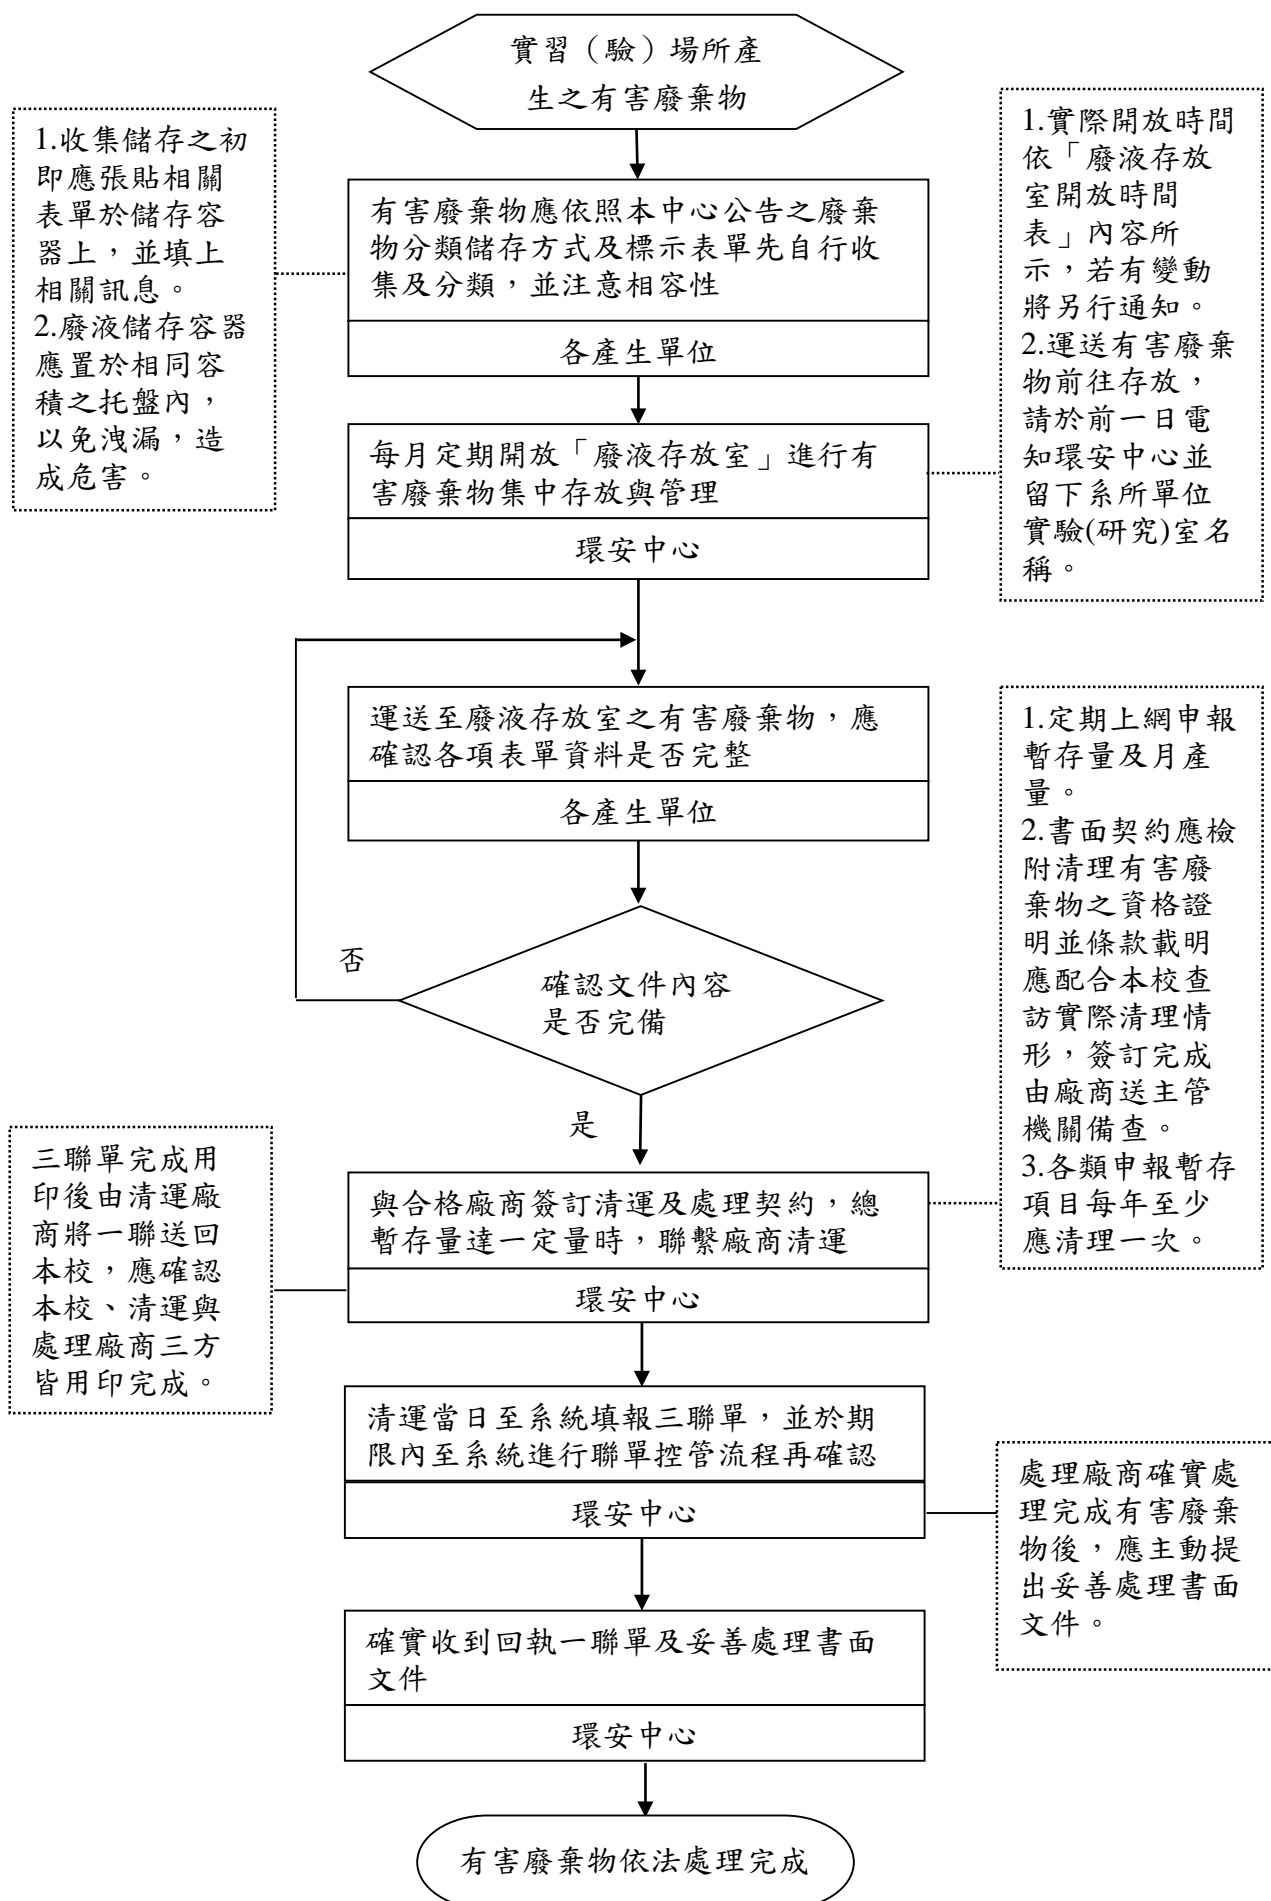 實習（驗）場所產
生之有害廢棄物
1.收集儲存之初
即應張貼相關
表單於儲存容
器上，並填上
相關訊息。
2.廢液儲存容器
應置於相同容
積之托盤內，
以免洩漏，造
成危害。
有害廢棄物應依照本中心公告之廢棄
物分類儲存方式及標示表單先自行收
集及分類，並注意相容性
各產生單位
1.實際開放時間
依「廢液存放
室開放時間
表」內容所
示，若有變動
將另行通知。
2.運送有害廢棄
物前往存放，
請於前一日電
知環安中心並
留下系所單位
實驗(研究)室名
稱。
每月定期開放「廢液存放室」進行有
害廢棄物集中存放與管理
環安中心
運送至廢液存放室之有害廢棄物，應
確認各項表單資料是否完整
各產生單位
1.定期上網申報
暫存量及月產
量。
2.書面契約應檢
附清理有害廢
棄物之資格證
明並條款載明
應配合本校查
訪實際清理情
形，簽訂完成
由廠商送主管
機關備查。
3.各類申報暫存
項目每年至少
應清理一次。
否
確認文件內容
是否完備
是
三聯單完成用
印後由清運廠
商將一聯送回
本校，應確認
本校、清運與
處理廠商三方
皆用印完成。
與合格廠商簽訂清運及處理契約，總
暫存量達一定量時，聯繫廠商清運
環安中心
清運當日至系統填報三聯單，並於期
限內至系統進行聯單控管流程再確認
環安中心
處理廠商確實處
理完成有害廢棄
物後，應主動提
出妥善處理書面
文件。
確實收到回執一聯單及妥善處理書面
文件
環安中心
有害廢棄物依法處理完成